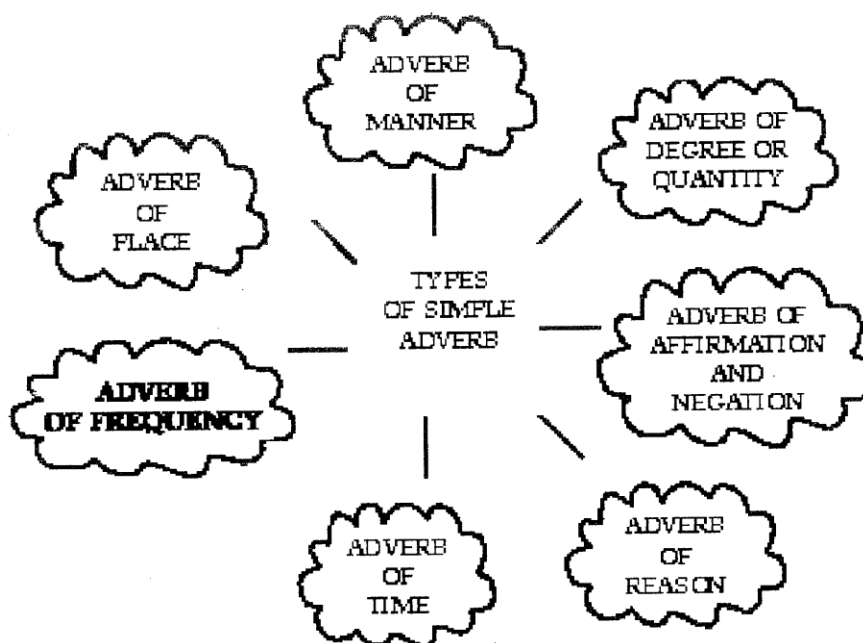 ADVERB
OF
MANNER
ADVERB OF
DEGREE OR
QUANTITY
ADVERB
OF
PLACE
TYPES
OF SIMPLE
ADVERB
ADVERB OF
AFFIRMATION
AND
NEGATION
ADVERB
OF FREQUENCY
ADVERB
OF
TIME
ADVERB
OF
REASON